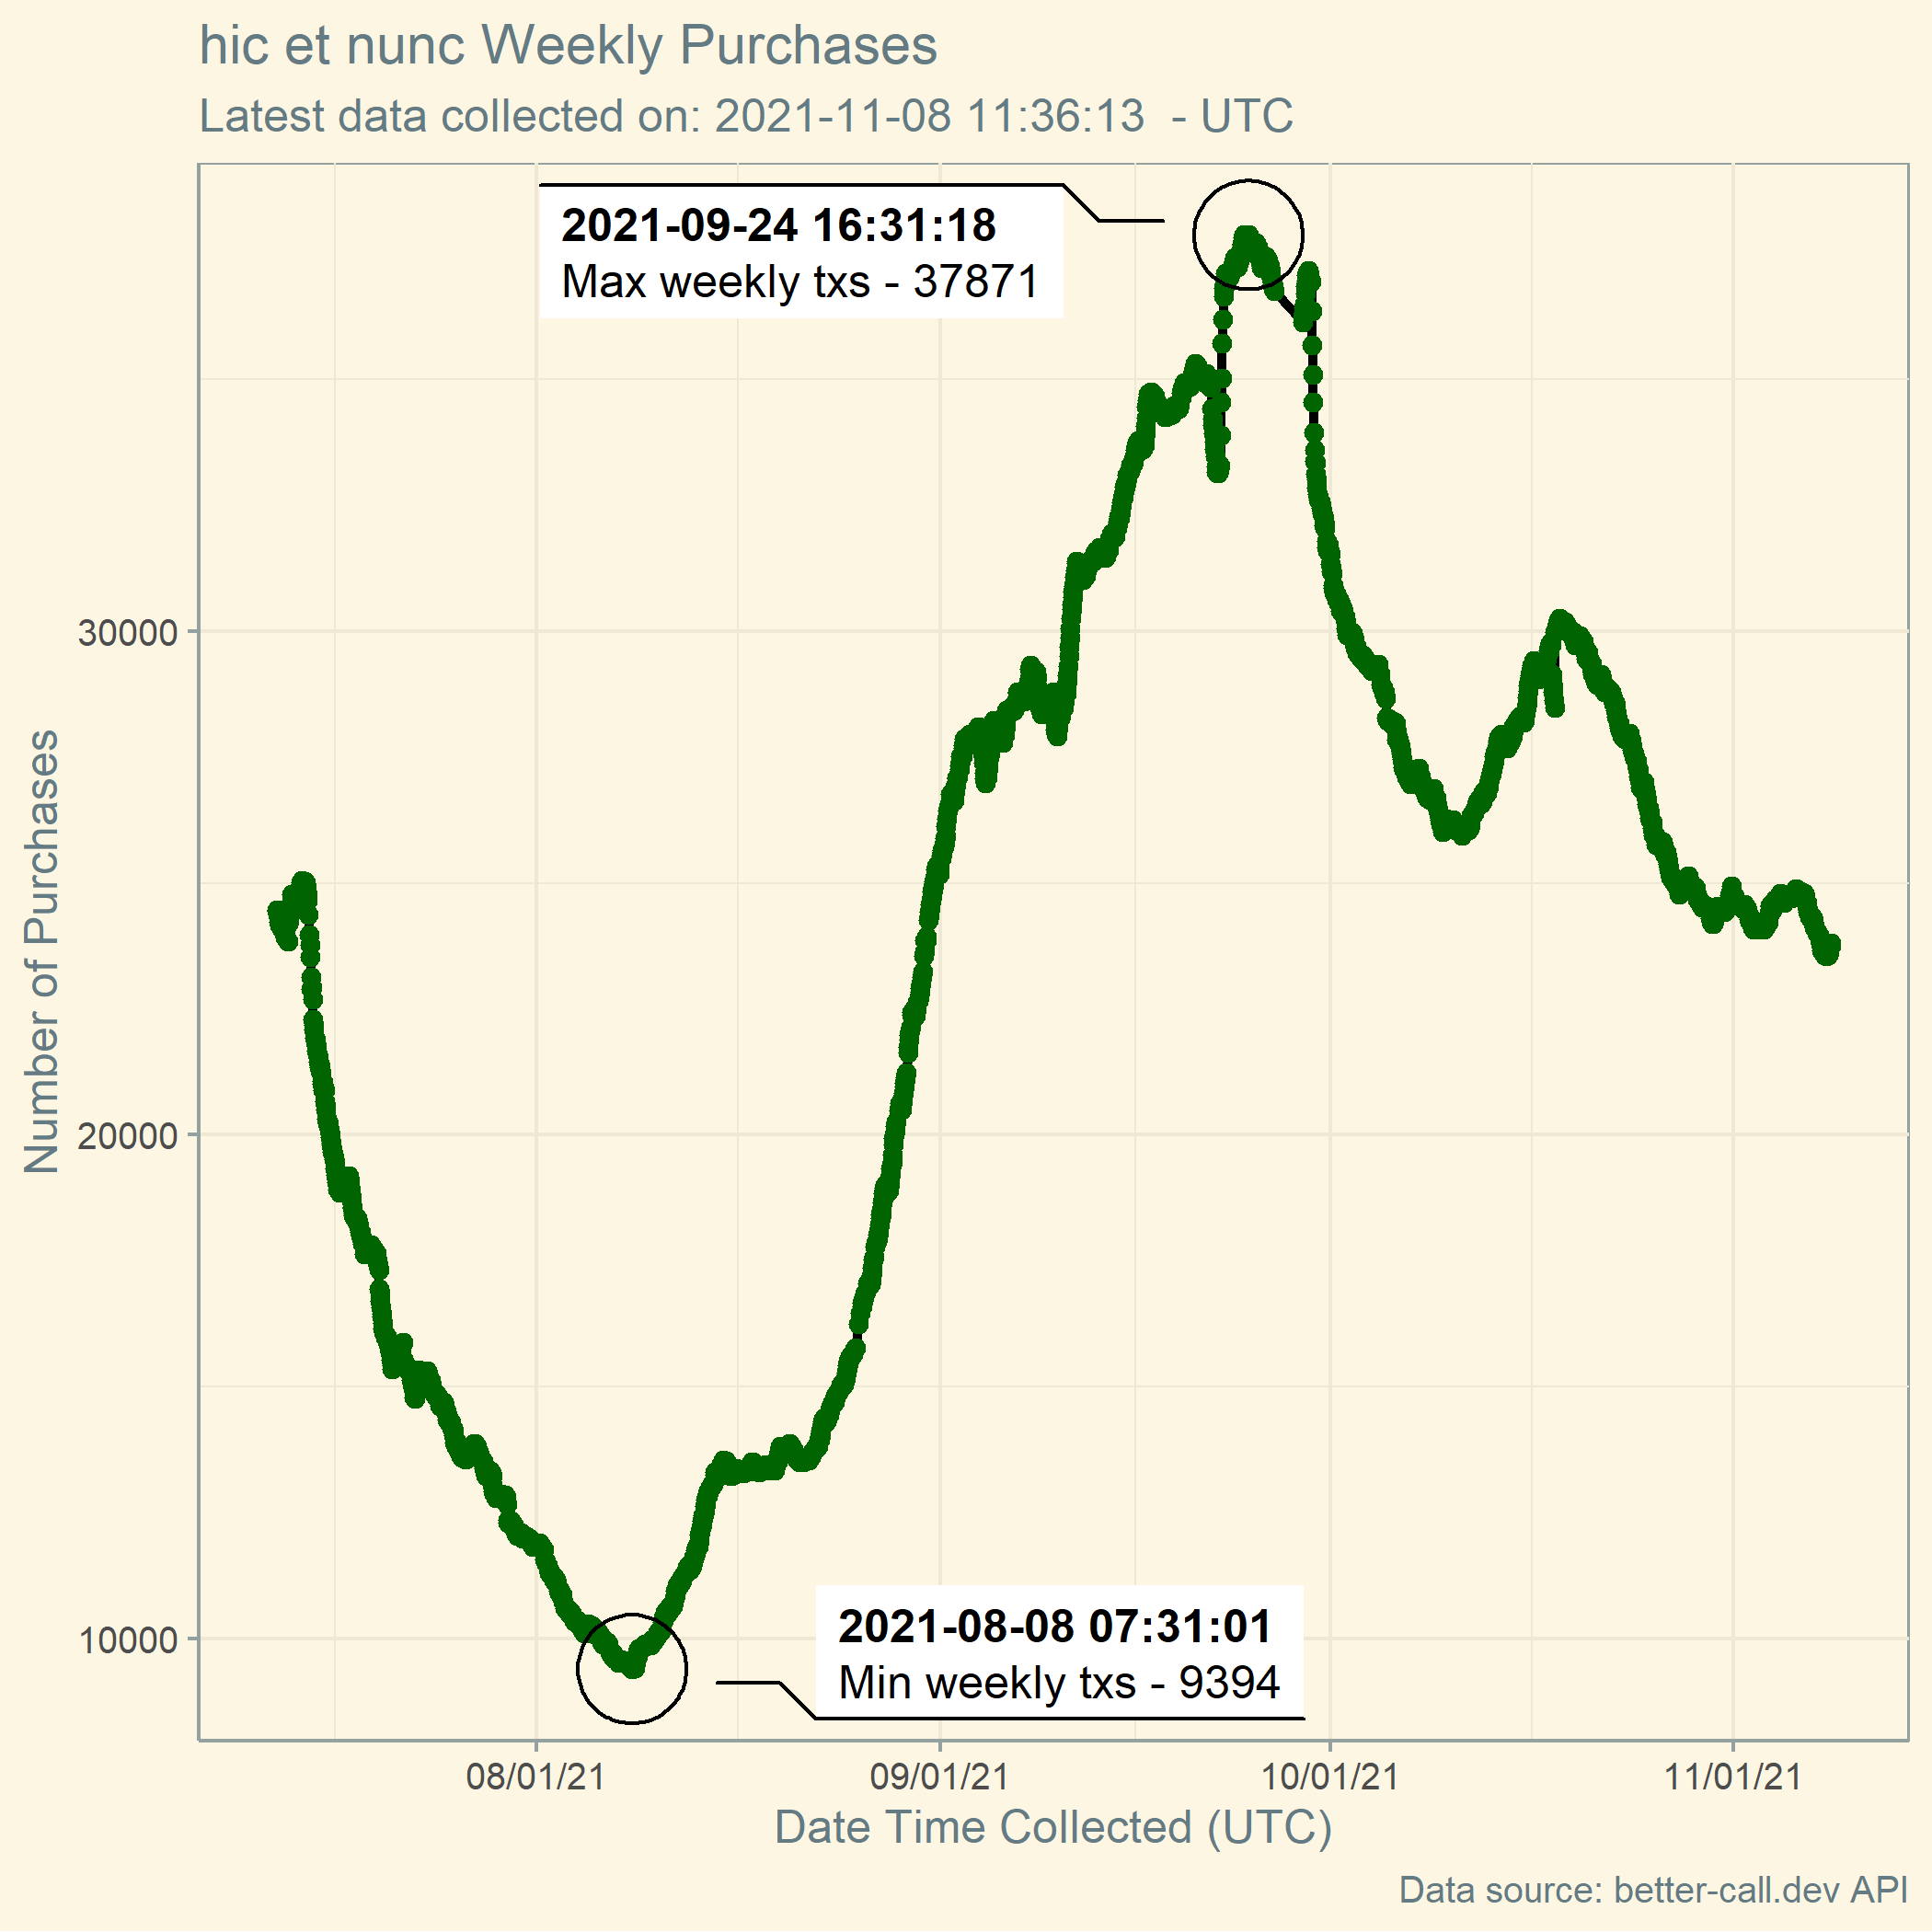 hic et nunc Weekly Purchases
Latest data collected on: 2021-11-08 11:36:13  - UTC
2021-09-24 16:31:18
Max weekly txs - 37871
30000
20000
10000
Number of Purchases
2021-08-08 07:31:01
Min weekly txs - 9394
08/01/21
09/01/21
10/01/21
11/01/21
Date Time Collected (UTC)
Data source: better-call.dev API